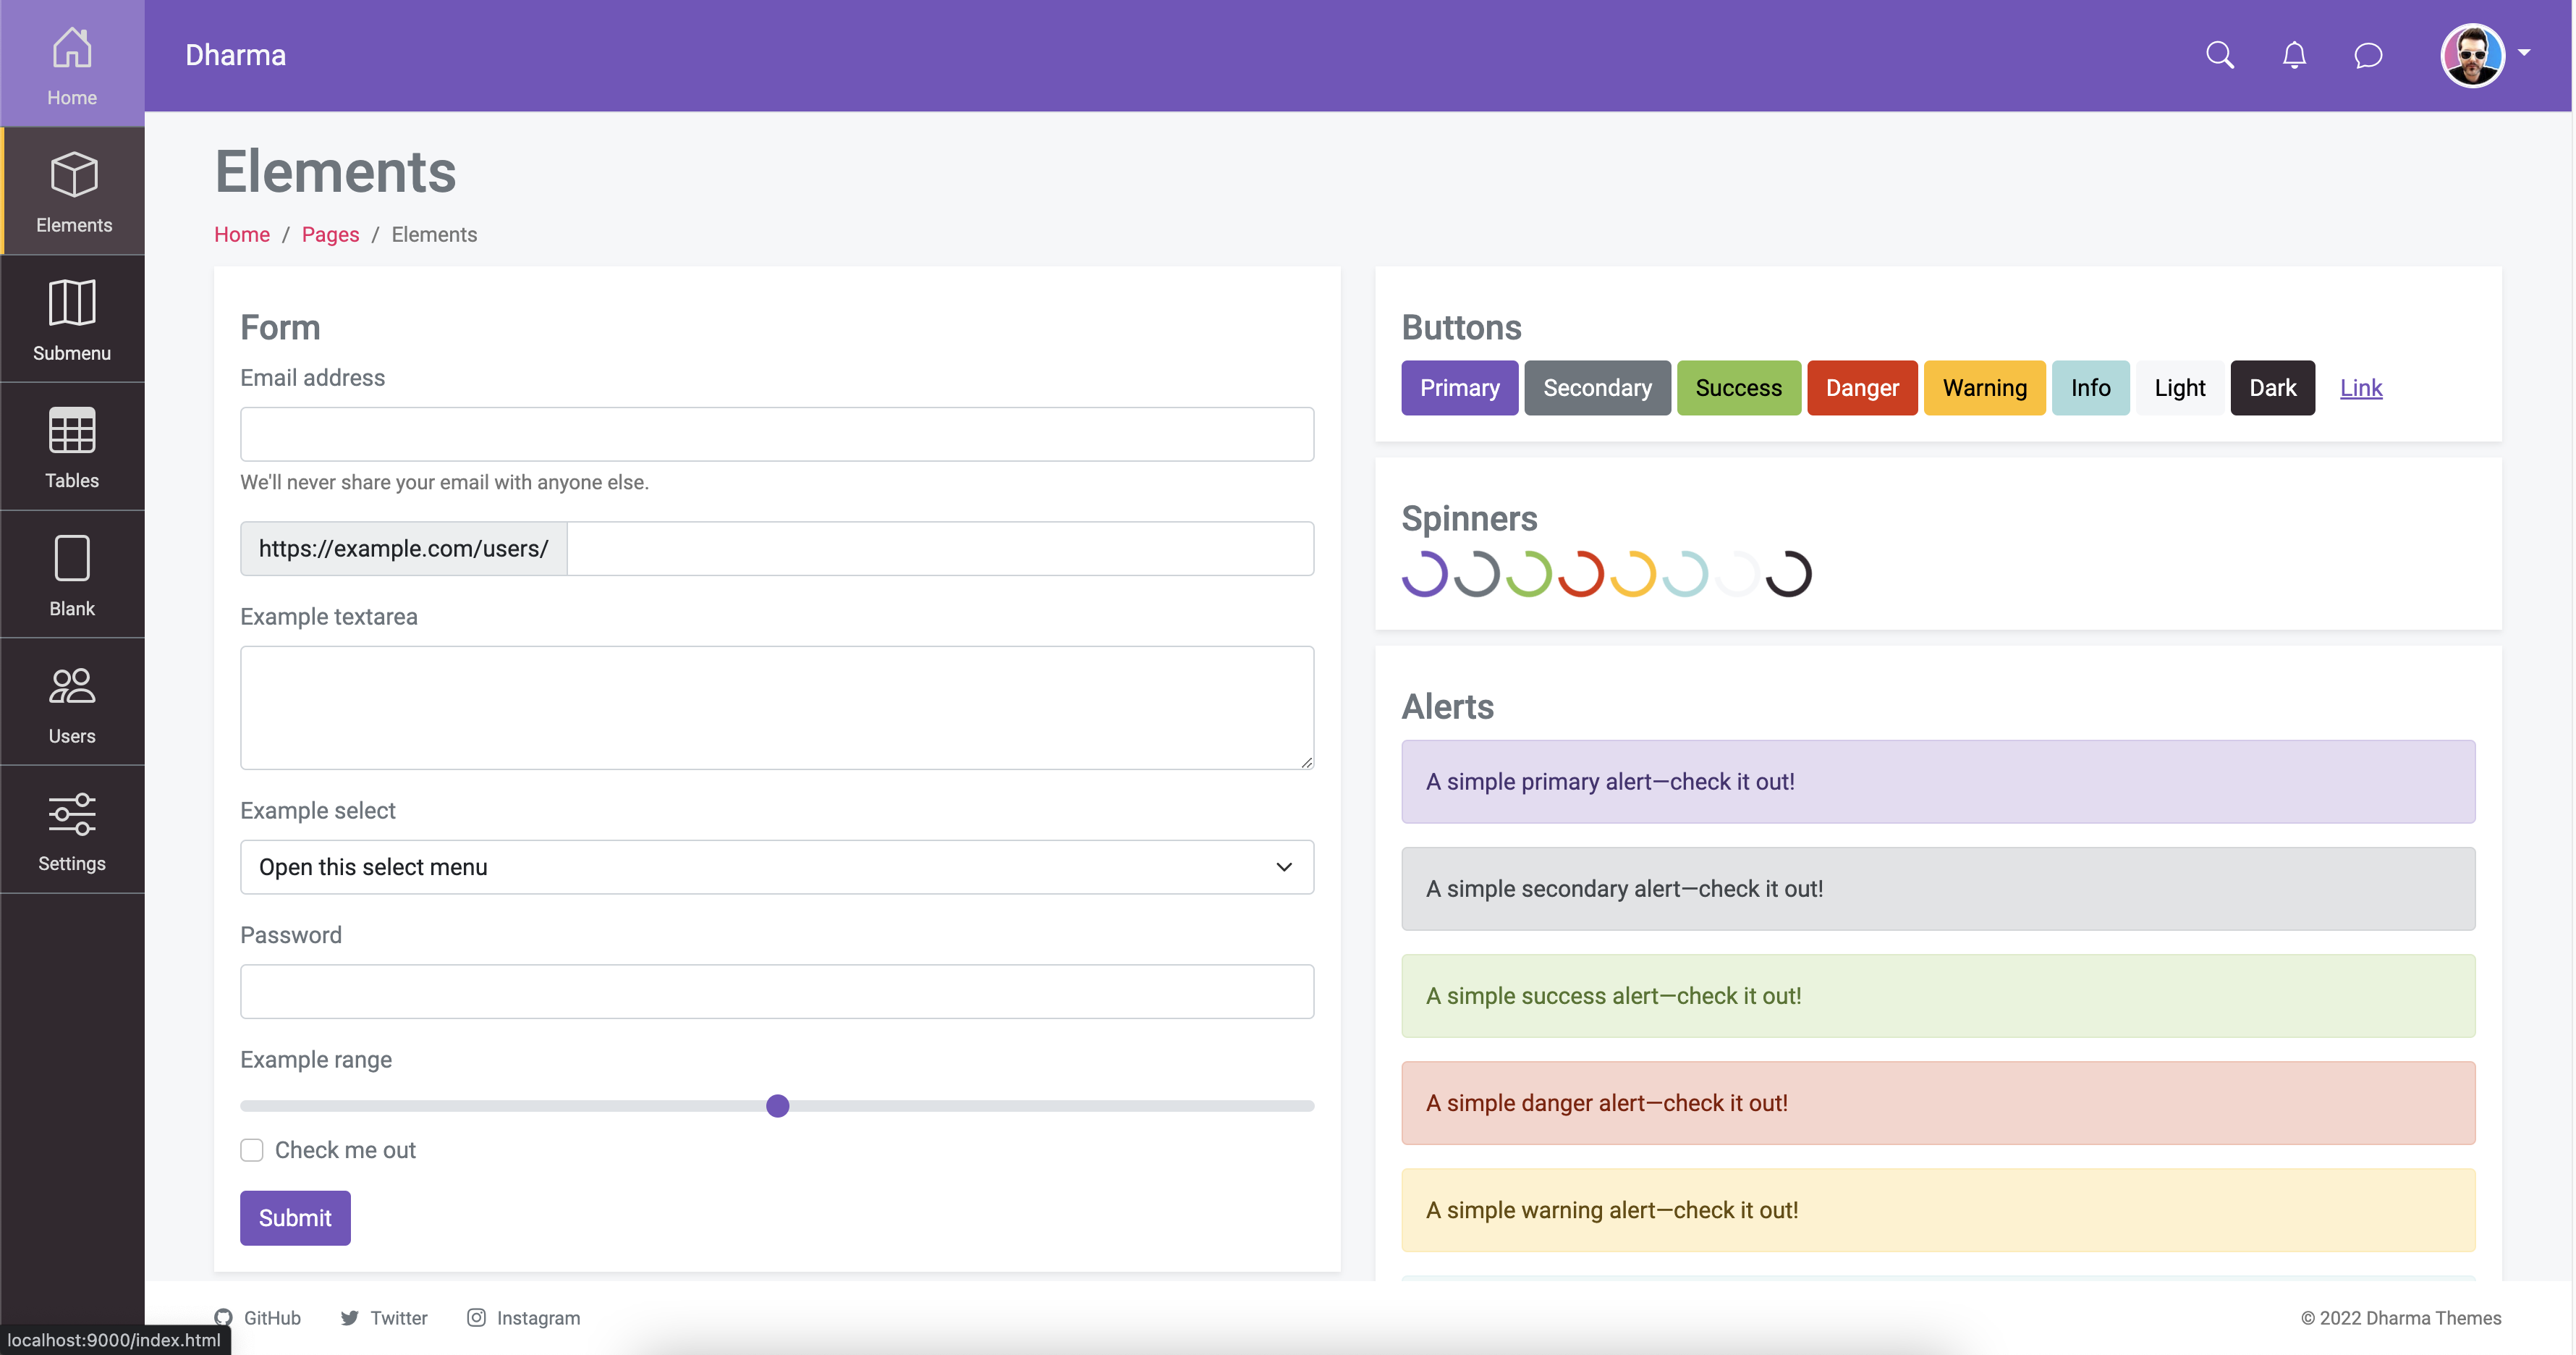 Home
Elements
Submenu
Tables
Blank
Users
Settings
Dharma
Elements
Home / Pages / Elements
Form
Email address
We'll never share your email with anyone else.
https://example.com/users/
Example textarea
Example select
Open this select menu
Password
Example range
Check me out
Submit
Buttons
Primary Secondary Success Danger Warning Info Light Dark Link
Spinners
Alerts
A simple primary alert—check it out!
A simple secondary alert—check it out!
A simple success alert—check it out!
A simple danger alert—check it out!
A simple warning alert—check it out!
GitHub Twitter Instagram
© 2022 Dharma Themes
localhost:9000/index.html